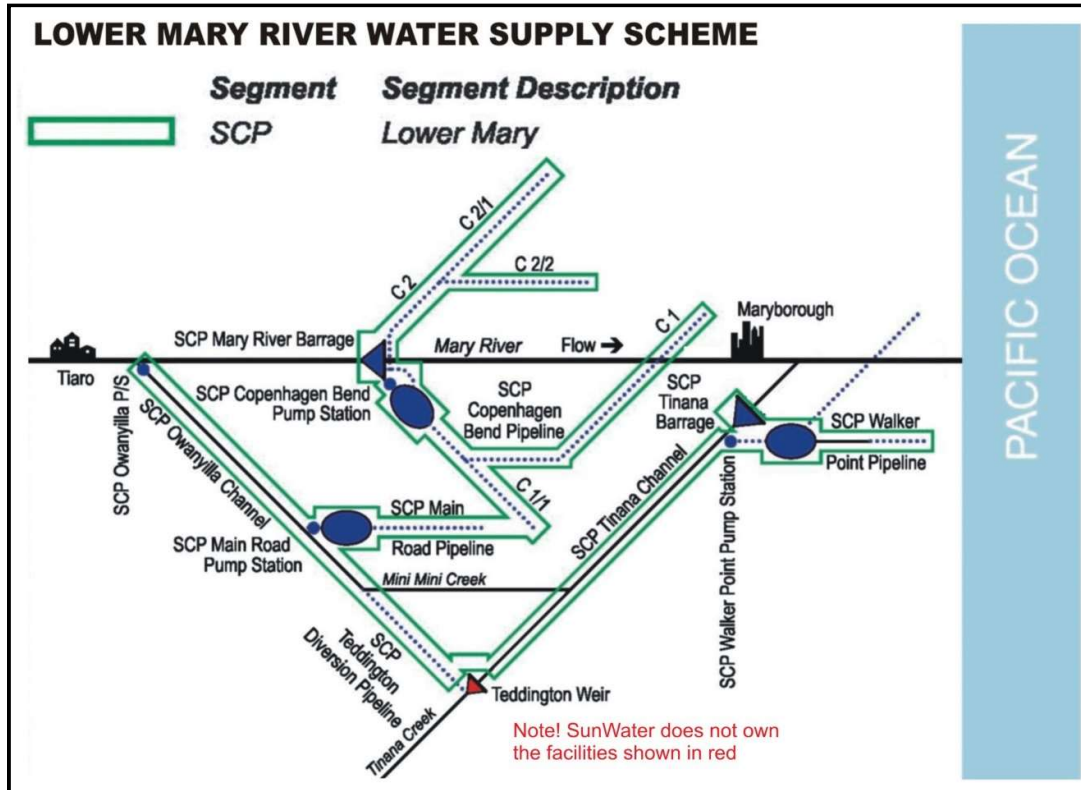 LOWER MARY RIVER WATER SUPPLY SCHEME
Segment Segment Description
SCP Lower Mary
C 2/1
C 2/2
C 2
C 1
Maryborough
SCP Mary River Barrage
Mary River
Flow →
Tiaro
SCP Owanyilla P/S
SCP Copenhagen Bend
Pump Station
SCP
Copenhagen
Bend Pipeline
SCP
Tinana
Barrage
SCP Walker
Point Pipeline
SCP Owanyilla Channel
C 1/1
SCP Main
Road Pipeline
SCP Tinana Channel
SCP Main Road
Pump Station
Mini Mini Creek
SCP Walker Point Pump Station
SCP
Teddington
Diversion Pipeline
Teddington Weir
Tinana Creek
Note! SunWater does not own
the facilities shown in red
PACIFIC OCEAN